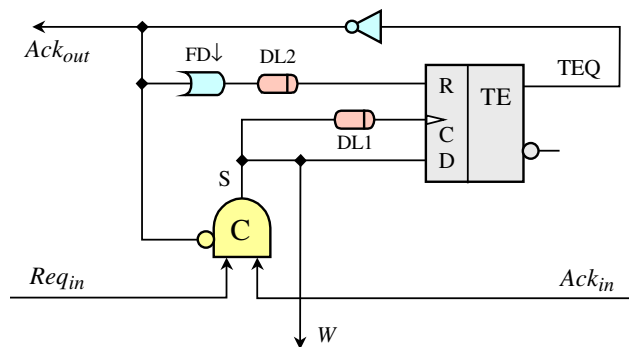 Ack_out
FD↓
DL2
TEQ
R
TE
C
DL1
D
S
C
Req_in
Ack_in
W